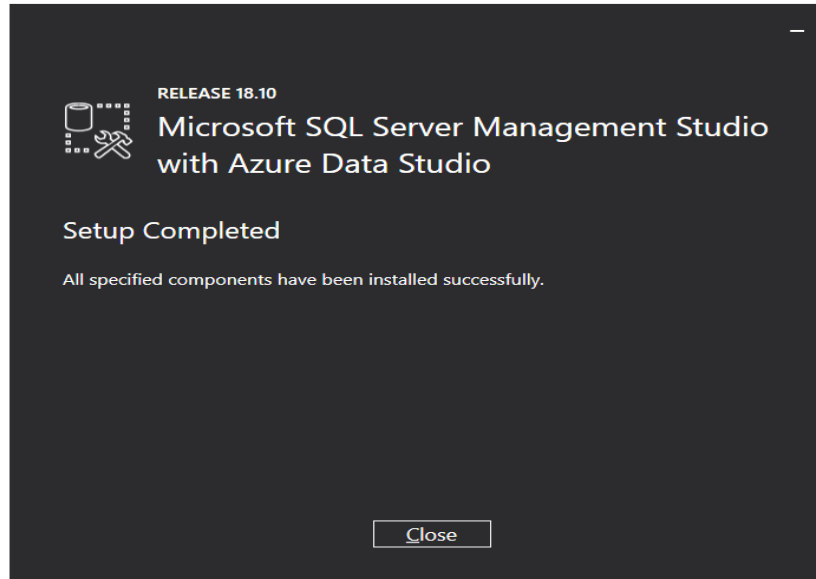 RELEASE 18.10
Microsoft SQL Server Management Studio
with Azure Data Studio
Setup Completed
All specified components have been installed successfully.
Close